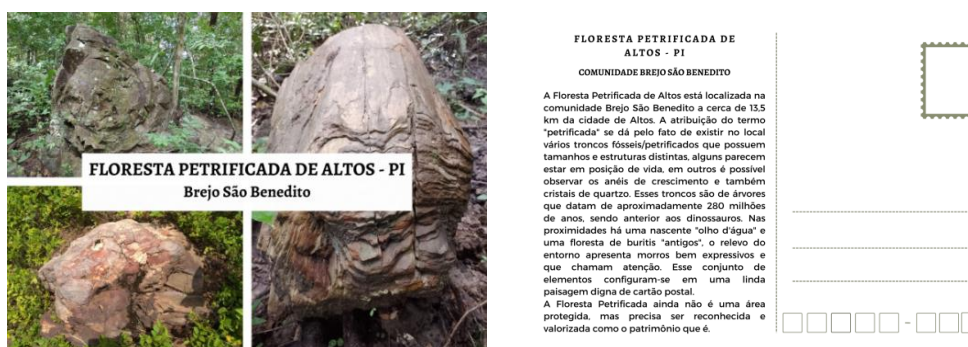 FLORESTA PETRIFICADA DE ALTOS - PI
Brejo São Benedito
FLORESTA PETRIFICADA DE
ALTOS - PI
COMUNIDADE BREJO SÃO BENEDITO
A Floresta Petrificada de Altos está localizada na
comunidade Brejo São Benedito a cerca de 13,5
km da cidade de Altos. A atribuição do termo
"petrificada" se dá pelo fato de existir no local
vários troncos fósseis/petrificados que possuem
tamanhos e estruturas distintas, alguns parecem
estar em posição de vida, em outros é possível
observar os anéis de crescimento e também
cristais de quartzo. Esses troncos são de árvores
que datam de aproximadamente 280 milhões
de anos, sendo anterior aos dinossauros. Nas
proximidades há uma nascente "olho d'água" e
uma floresta de buritis "antigos", o relevo do
entorno apresenta morros bem expressivos e
que chamam atenção. Esse conjunto de
elementos configuram-se em uma linda
paisagem digna de cartão postal.
A Floresta Petrificada ainda não é uma área
protegida, mas precisa ser reconhecida e
valorizada como o patrimônio que é.